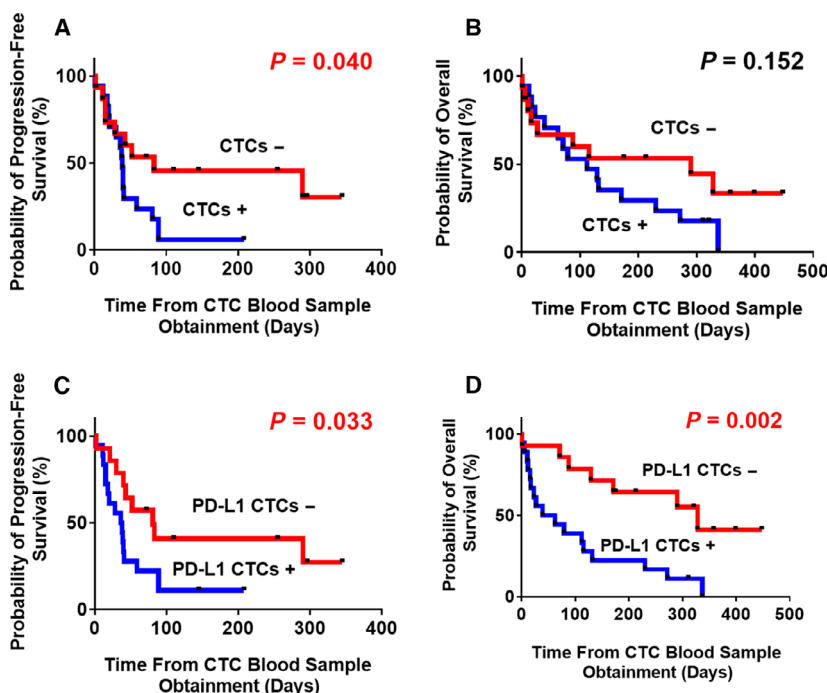 A
P = 0.040
Probability of Progression-Free
Survival (%)
100
50
0
CTCs –
CTCs +
0 100 200 300 400
Time From CTC Blood Sample
Obtainment (Days)
B
P = 0.152
Probability of Overall
Survival (%)
100
50
0
CTCs –
CTCs +
0 100 200 300 400 500
Time From CTC Blood Sample
Obtainment (Days)
C
P = 0.033
Probability of Progression-Free
Survival (%)
100
50
0
PD-L1 CTCs –
PD-L1 CTCs +
0 100 200 300 400
Time From CTC Blood Sample
Obtainment (Days)
D
P = 0.002
Probability of Overall
Survival (%)
100
50
0
PD-L1 CTCs –
PD-L1 CTCs +
0 100 200 300 400 500
Time From CTC Blood Sample
Obtainment (Days)